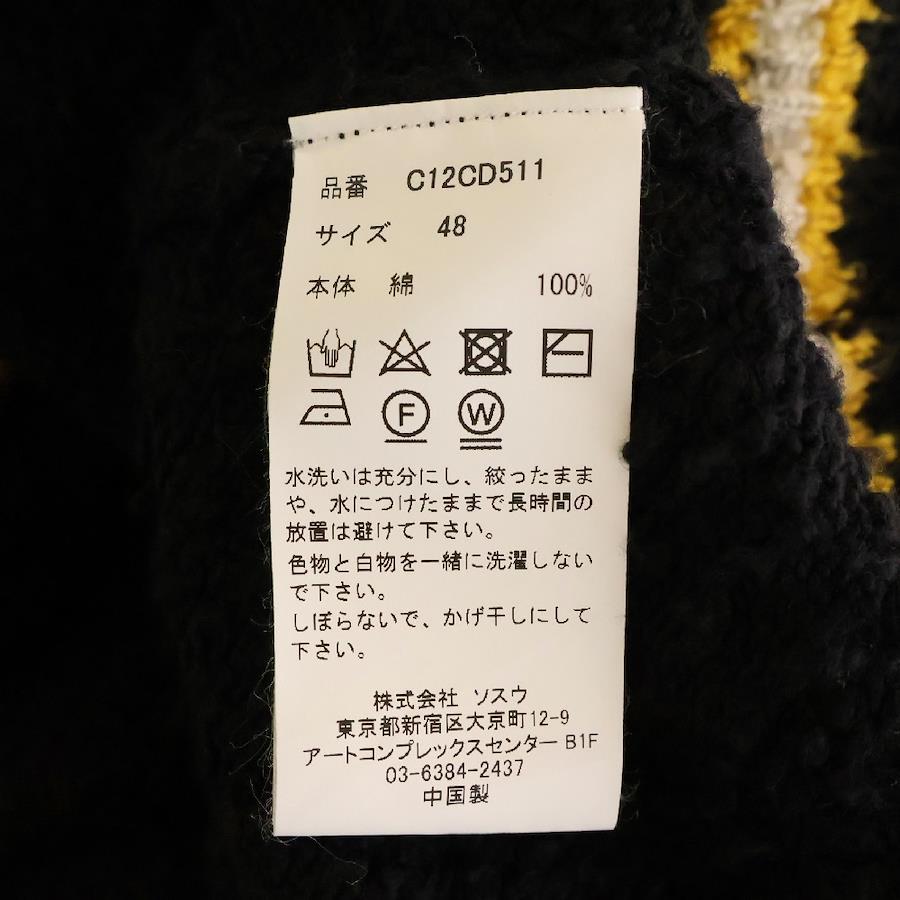 品番 C12CD511
サイズ 48
本体 綿 100%
F W
水洗いは充分にし、絞ったまま
や、水につけたままで長時間の
放置は避けて下さい。
色物と白物を一緒に洗濯しない
で下さい。
しぼらないで、かげ干しにして
下さい。
株式会社 ソスウ
東京都新宿区大京町12-9
アートコンプレックスセンター B1F
03-6384-2437
中国製